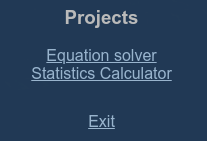 Projects
Equation solver
Statistics Calculator
Exit